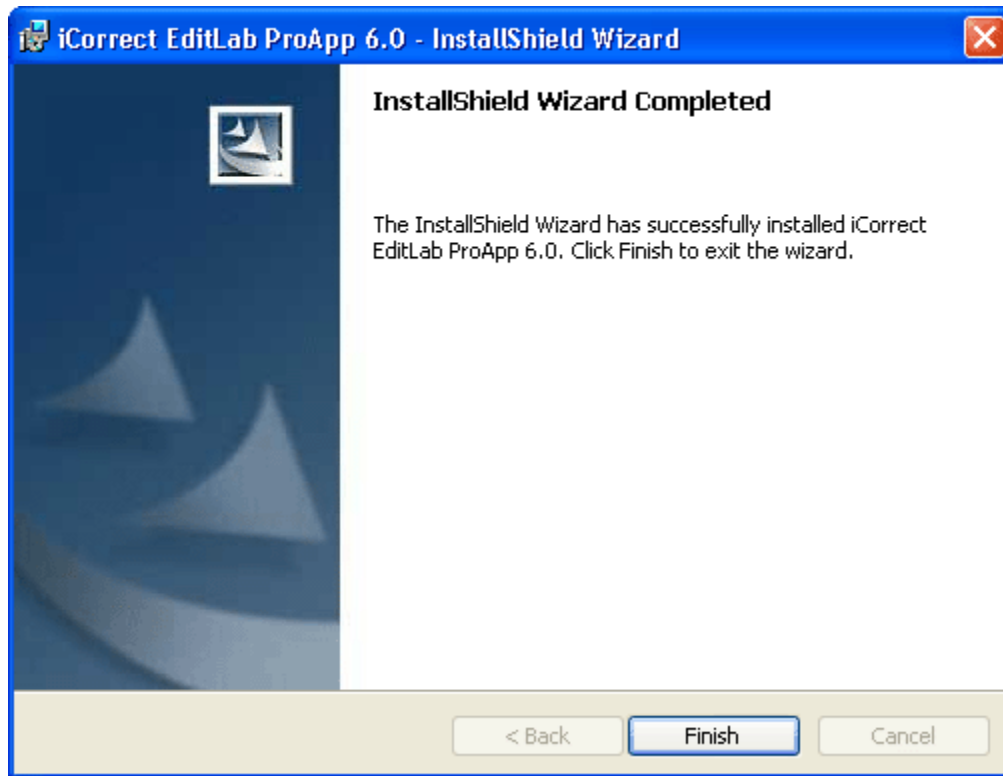 iCorrect EditLab ProApp 6.0 - InstallShield Wizard
InstallShield Wizard Completed
The InstallShield Wizard has successfully installed iCorrect
EditLab ProApp 6.0. Click Finish to exit the wizard.
< Back Finish Cancel